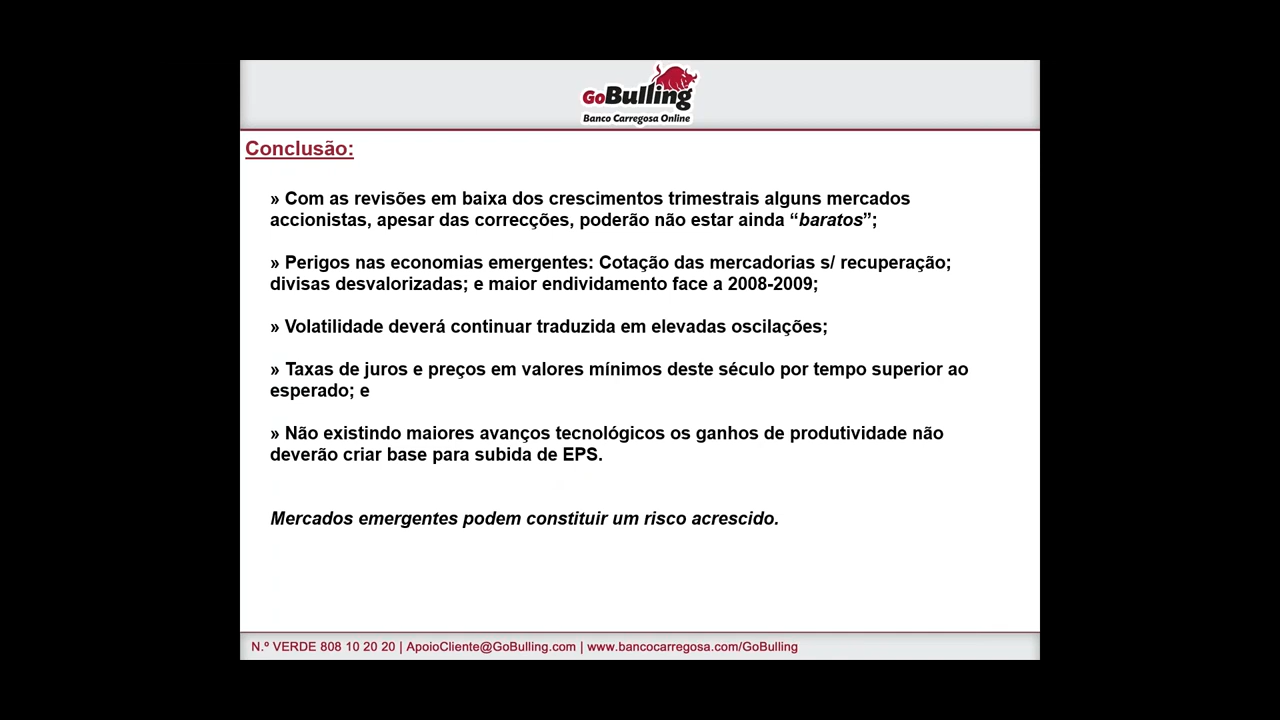 GoBulling
Banco Carregosa Online
Conclusão:
» Com as revisões em baixa dos crescimentos trimestrais alguns mercados
accionistas, apesar das correcções, poderão não estar ainda “baratos”;
» Perigos nas economias emergentes: Cotação das mercadorias s/ recuperação;
divisas desvalorizadas; e maior endividamento face a 2008-2009;
» Volatilidade deverá continuar traduzida em elevadas oscilações;
» Taxas de juros e preços em valores mínimos deste século por tempo superior ao
esperado; e
» Não existindo maiores avanços tecnológicos os ganhos de produtividade não
deverão criar base para subida de EPS.
Mercados emergentes podem constituir um risco acrescido.
N.º VERDE 808 10 20 20 | ApoioCliente@GoBulling.com | www.bancocarregosa.com/GoBulling